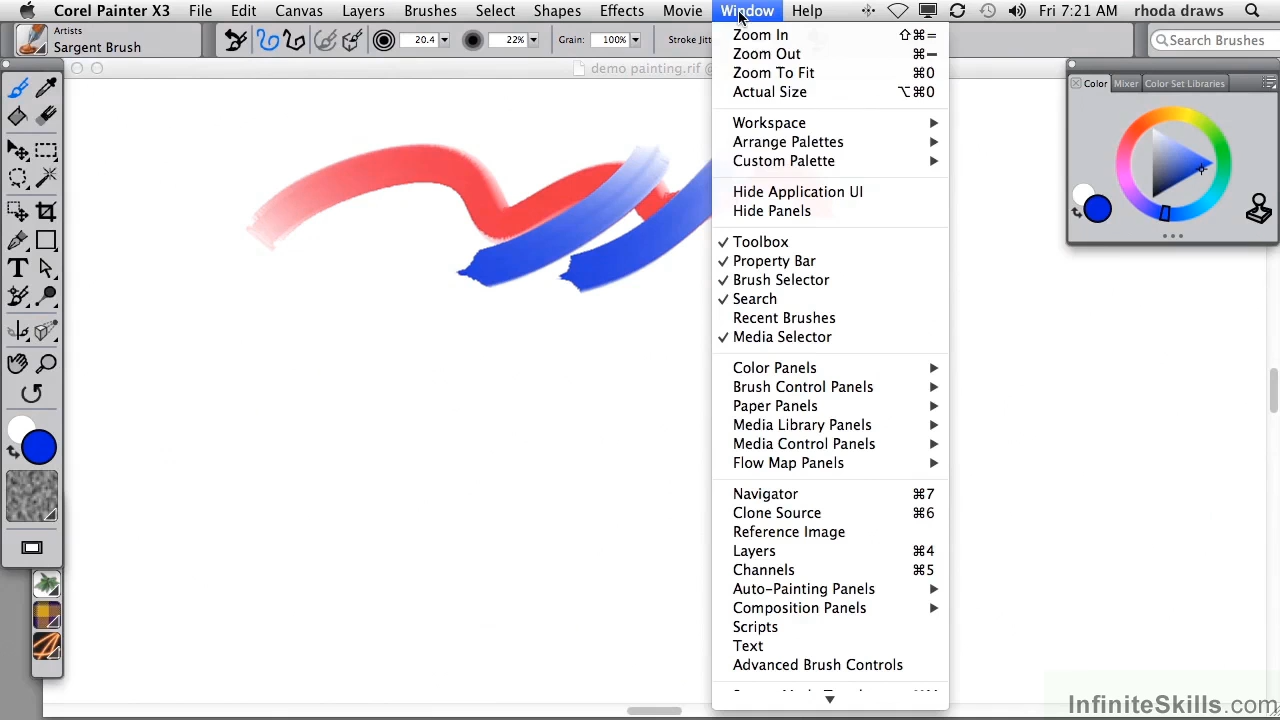 Corel Painter X3 File Edit Canvas Layers Brushes Select Shapes Effects Movie Window Help Fri 7:21 AM rhoda draws
Artists
Sargent Brush
20.4 22% Grain: 100% Stroke Jitt
Search Brushes
demo painting.rif @
Color Mixer Color Set Libraries
Zoom In ⇧⌘=
Zoom Out ⌘–
Zoom To Fit ⌘0
Actual Size ⌥⌘0
Workspace
Arrange Palettes
Custom Palette
Hide Application UI
Hide Panels
✓ Toolbox
✓ Property Bar
✓ Brush Selector
✓ Search
Recent Brushes
✓ Media Selector
Color Panels
Brush Control Panels
Paper Panels
Media Library Panels
Media Control Panels
Flow Map Panels
Navigator ⌘7
Clone Source ⌘6
Reference Image
Layers ⌘4
Channels ⌘5
Auto-Painting Panels
Composition Panels
Scripts
Text
Advanced Brush Controls
InfiniteSkills.com